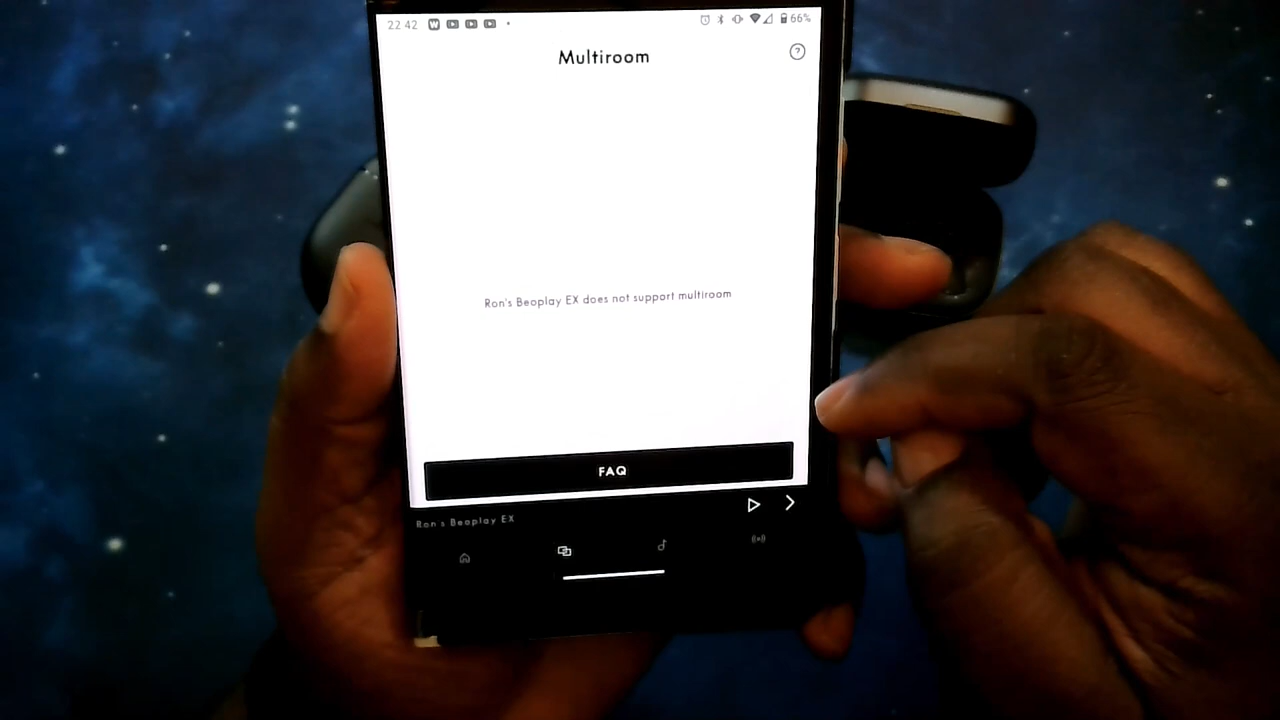 22 42 W 66%
Multiroom
?
Ron's Beoplay EX does not support multiroom
FAQ
Ron s Beoplay EX